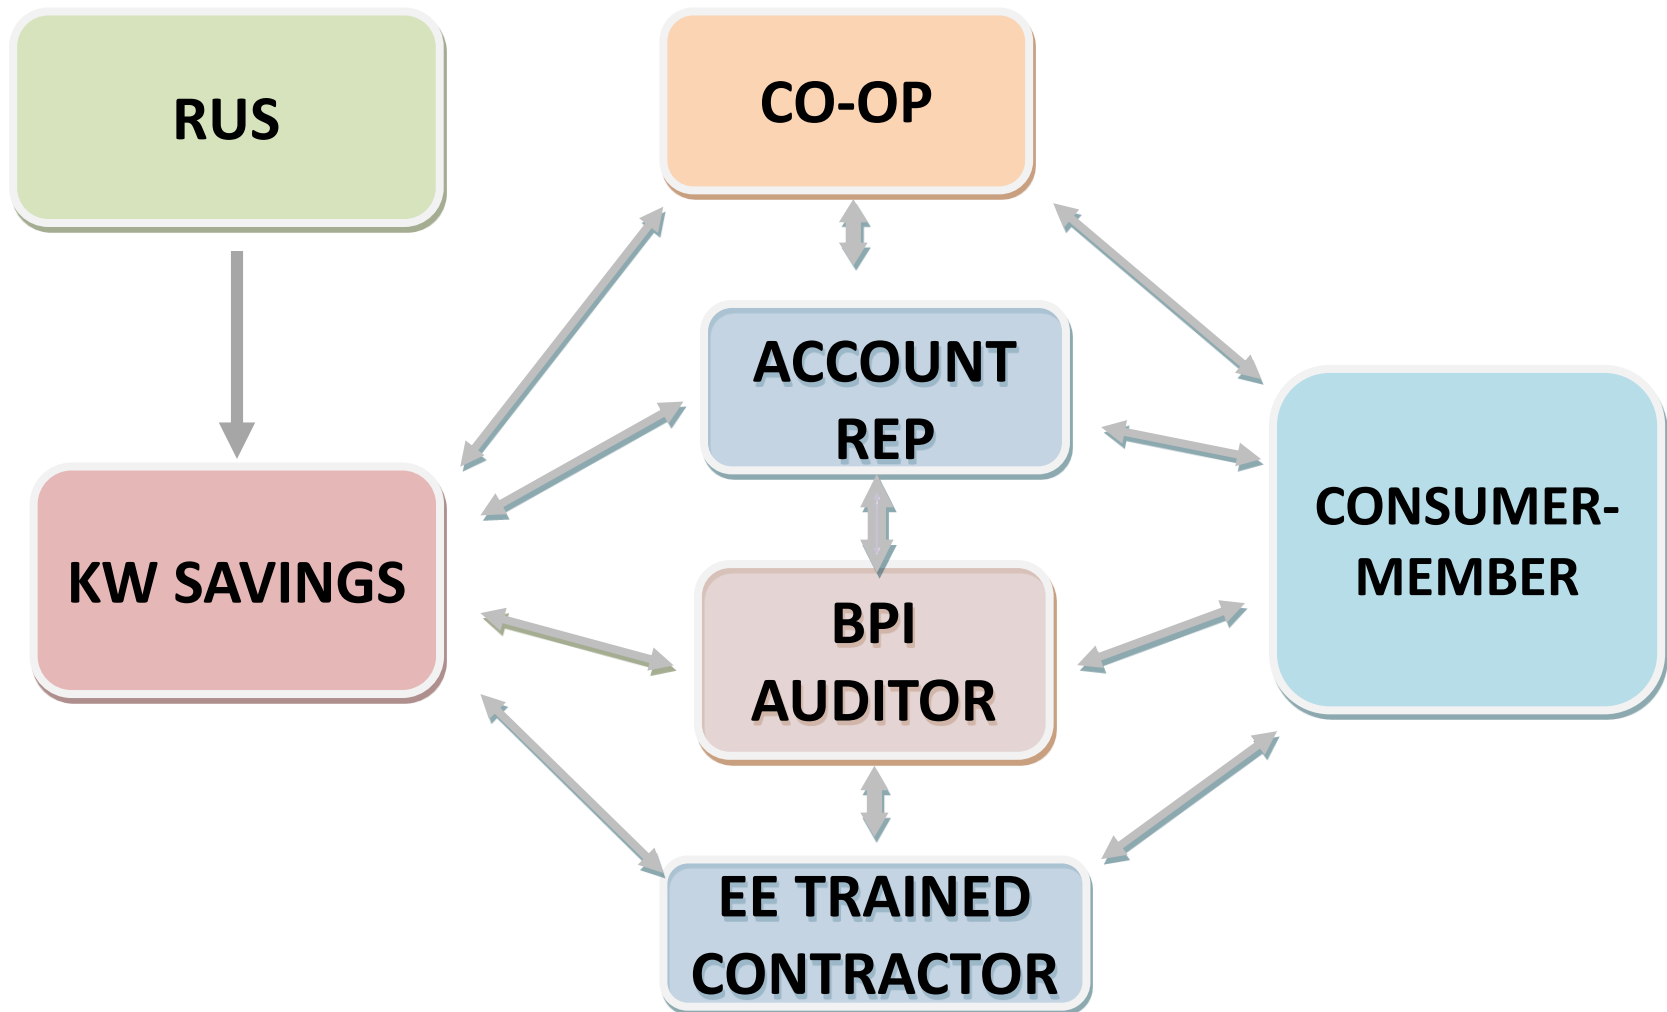 RUS
CO-OP
ACCOUNT
REP
KW SAVINGS
CONSUMER-
MEMBER
BPI
AUDITOR
EE TRAINED
CONTRACTOR